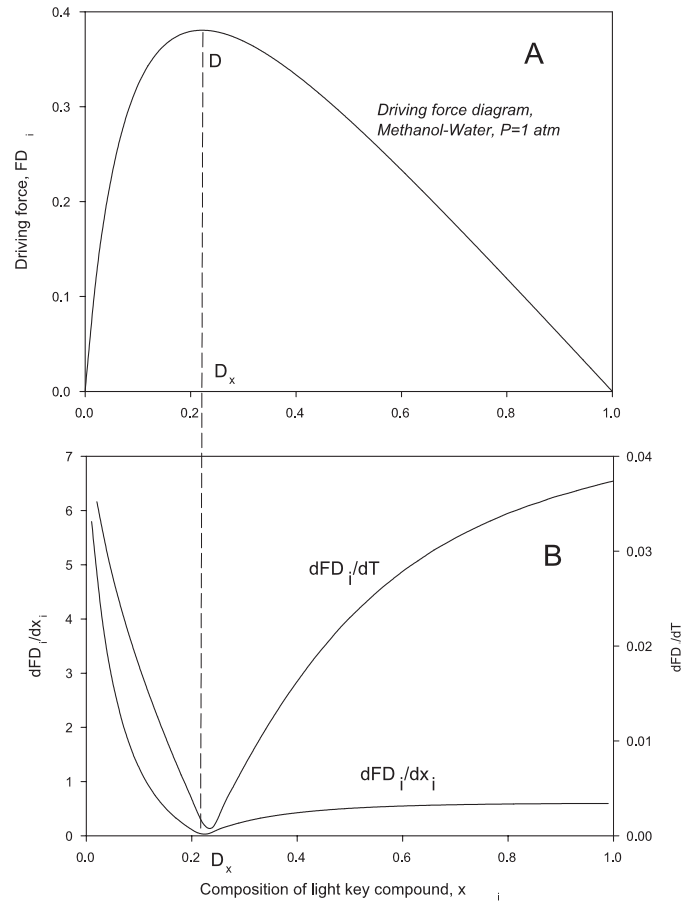 0.4
A
D
0.3
Driving force diagram,
Methanol-Water, P=1 atm
Driving force, FD i
0.2
0.1
D x
0.0
0.0 0.2 0.4 0.6 0.8 1.0
7 0.04
6
dFD i/dT
B
5 0.03
dFD i/dx i
4
0.02
3
dFD i/dT
2
0.01
dFD i/dx i
1
0 0.00
0.0 0.2 0.4 0.6 0.8 1.0
D x
Composition of light key compound, x i